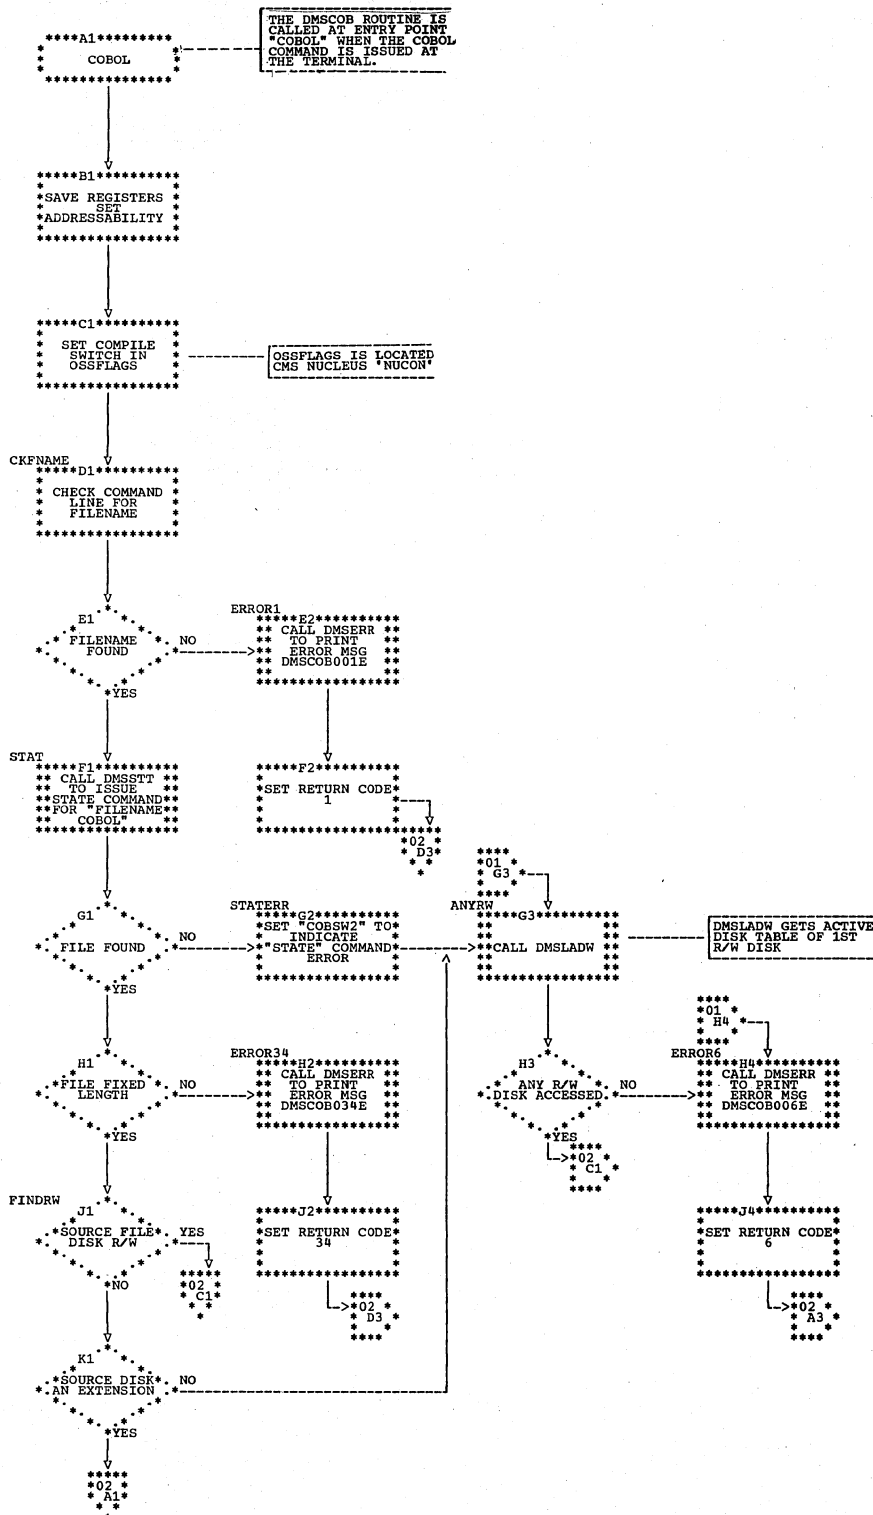 A1
COBOL
THE DMSCOB ROUTINE IS
CALLED AT ENTRY POINT
"COBOL" WHEN THE COBOL
COMMAND IS ISSUED AT
THE TERMINAL.
B1
SAVE REGISTERS
SET
ADDRESSABILITY
C1
SET COMPILE
SWITCH IN
OSSFLAGS
OSSFLAGS IS LOCATED
CMS NUCLEUS 'NUCON'
CKFNAME
D1
CHECK COMMAND
LINE FOR
FILENAME
E1
FILENAME
FOUND
NO
YES
ERROR1
E2
CALL DMSERR
TO PRINT
ERROR MSG
DMSCOB001E
STAT
F1
CALL DMSSTT
TO ISSUE
STATE COMMAND
FOR "FILENAME
COBOL"
F2
SET RETURN CODE
1
02
D3
G1
FILE FOUND
NO
YES
STATERR
G2
SET "COBSW2" TO
INDICATE
"STATE" COMMAND
ERROR
01
G3
ANYRW
G3
CALL DMSLADW
DMSLADW GETS ACTIVE
DISK TABLE OF 1ST
R/W DISK
H1
FILE FIXED
LENGTH
NO
YES
ERROR34
H2
CALL DMSERR
TO PRINT
ERROR MSG
DMSCOB034E
H3
ANY R/W
DISK ACCESSED
NO
YES
02
C1
01
H4
ERROR6
H4
CALL DMSERR
TO PRINT
ERROR MSG
DMSCOB006E
FINDRW
J1
SOURCE FILE
DISK R/W
YES
NO
02
C1
J2
SET RETURN CODE
34
02
D3
J4
SET RETURN CODE
6
02
A3
K1
SOURCE DISK
AN EXTENSION
NO
YES
02
A1